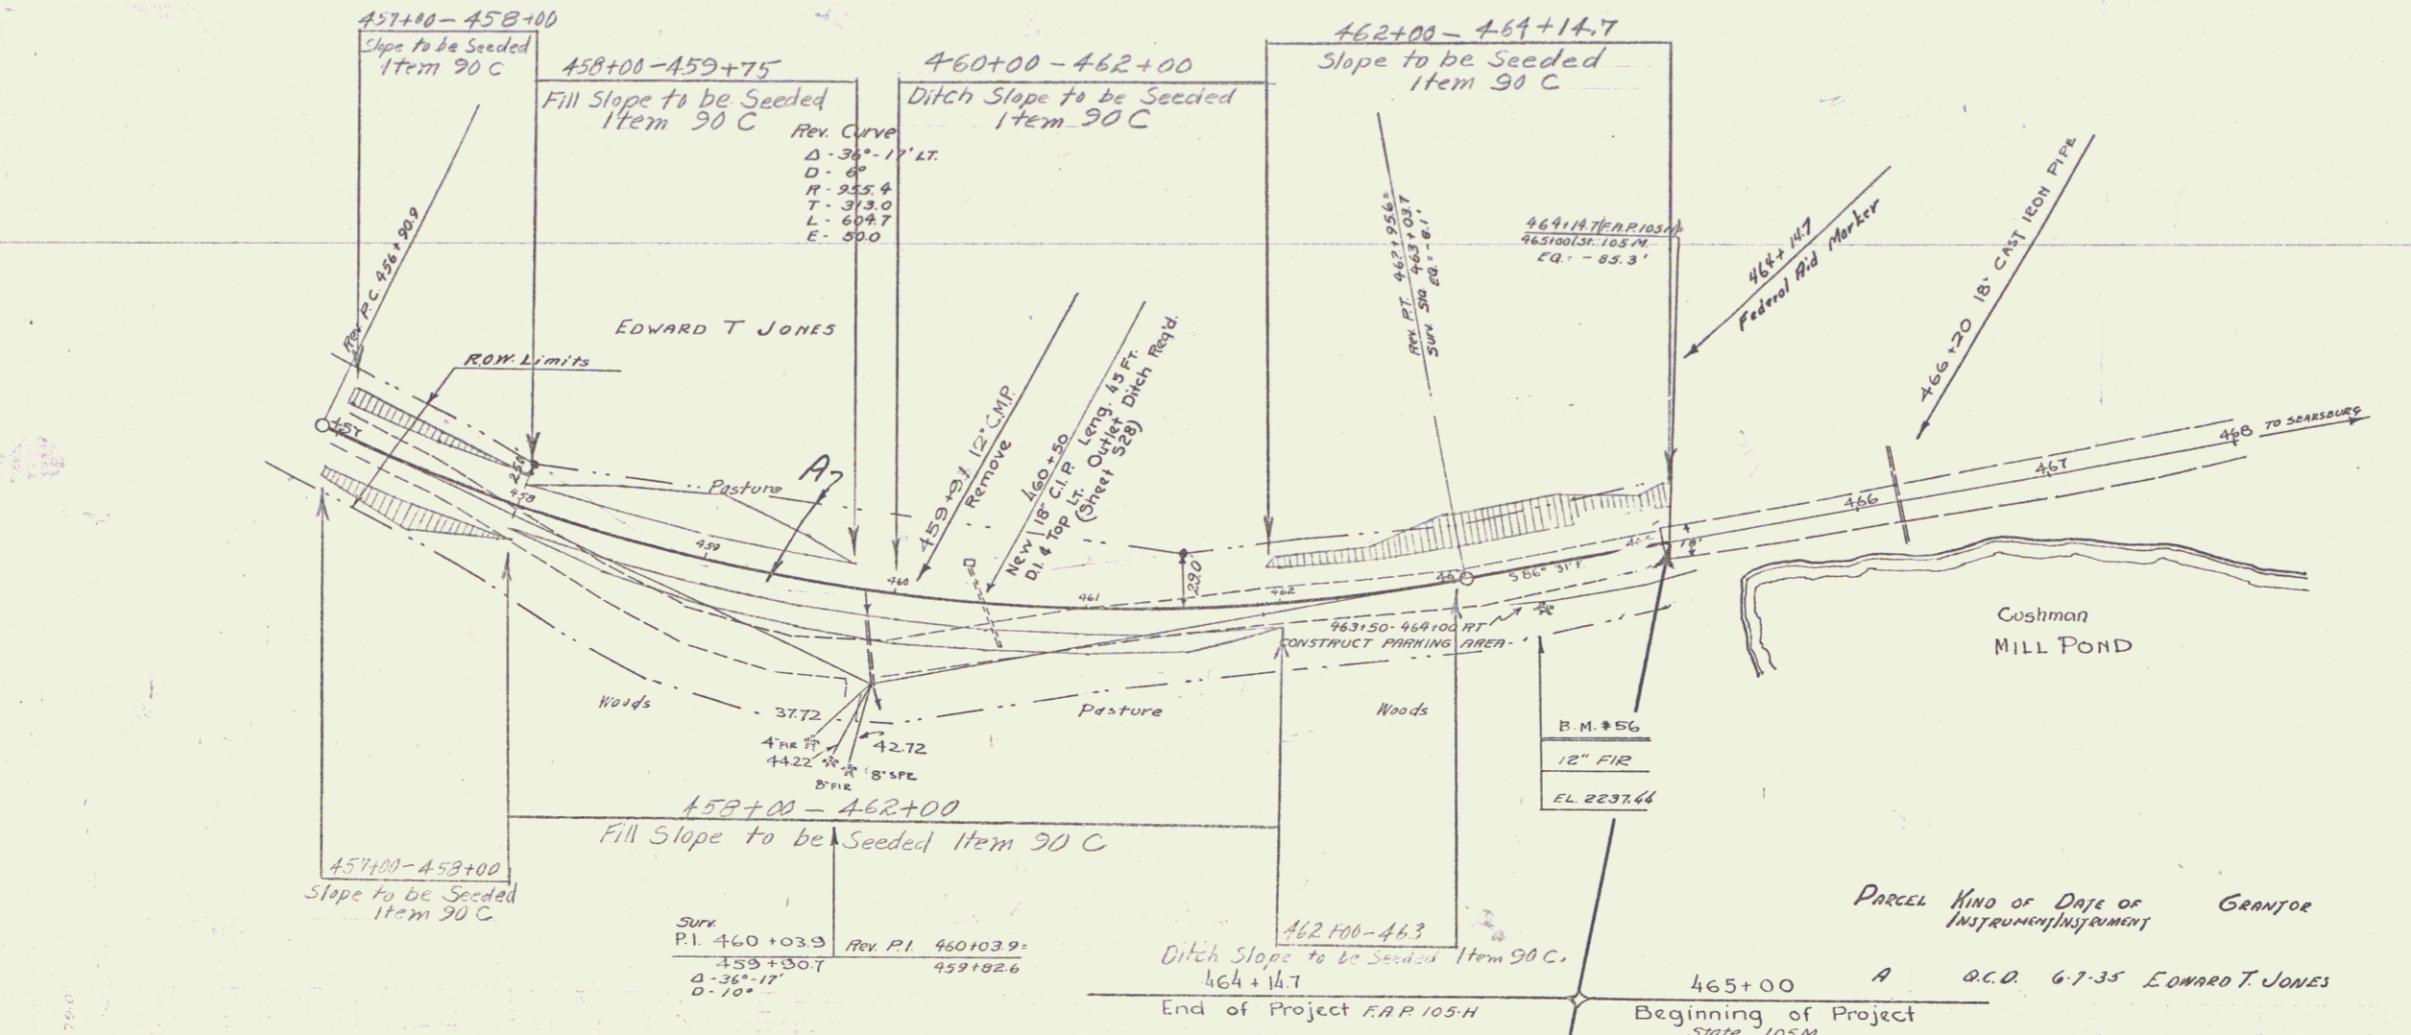 457+00 - 458+00
Slope to be Seeded
Item 90 C
458+00-459+75
Fill Slope to be Seeded
Item 90 C
460+00-462+00
Ditch Slope to be Seeded
Item 90 C
462+00 - 464+14.7
Slope to be Seeded
Item 90 C
Rev. Curve
Δ - 36°-17' LT.
D - 6°
R - 955.4
T - 313.0
L - 604.7
E - 50.0
Rev. P.C. 456+90.9
EDWARD T JONES
R.O.W. Limits
459+91 12" C.M.P.
Remove
460+50
New 18" C.I.P. Leng. 45 FT.
D.I. 4 Top LT. Outlet Ditch Req'd.
(Sheet 528)
Rev. P.T. 462+95.6=
Surv. Sta. 463+03.7
EQ.= -8.1'
464+14.7(F.A.P. 105H)
465+00(St. 105 M.
EQ. = - 85.3'
464+14.7
Federal Aid Marker
466+20 18" CAST IRON PIPE
457
25.0'
458
Pasture
A
459
460
461
462
29.0'
S 86° 31' E
18'
466
467
468 TO SEARSBURG
463+50-464+00 RT
CONSTRUCT PARKING AREA
Cushman
MILL POND
Woods
37.72
Pasture
Woods
4" FIR
42.72
44.22
8" SPR
8" FIR
B.M. #56
12" FIR
EL. 2237.44
458+00 - 462+00
Fill Slope to be Seeded Item 90 C
457+00-458+00
Slope to be Seeded
Item 90 C
Surv.
P.I. 460+03.9
459+90.7
Δ-36°-17'
D-10°
Rev. P.I. 460+03.9=
459+82.6
462+00-463
Ditch Slope to be Seeded Item 90 C.
464+14.7
End of Project F.A.P. 105-H
465+00
Beginning of Project
State 105M
PARCEL KIND OF DATE OF GRANTOR
INSTRUMENT INSTRUMENT
A Q.C.D. 6-7-35 EDWARD T. JONES